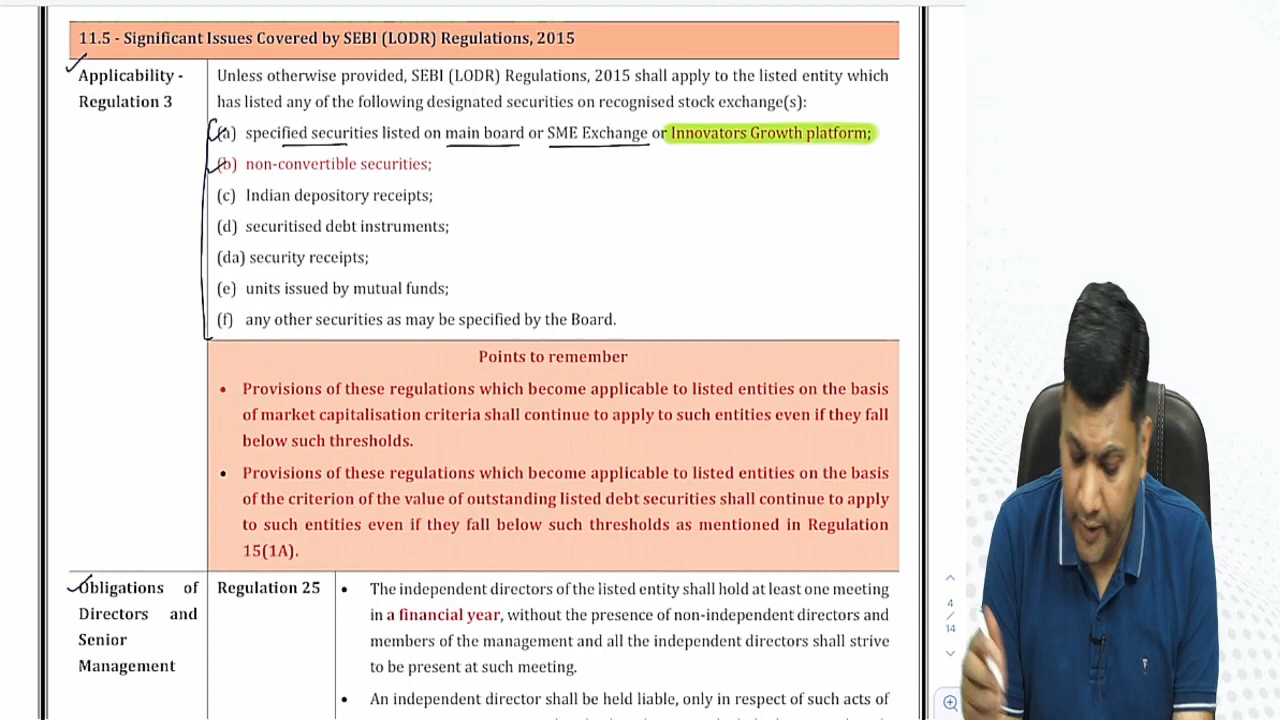 11.5 - Significant Issues Covered by SEBI (LODR) Regulations, 2015
Applicability -
Regulation 3
Unless otherwise provided, SEBI (LODR) Regulations, 2015 shall apply to the listed entity which
has listed any of the following designated securities on recognised stock exchange(s):
(a) specified securities listed on main board or SME Exchange or Innovators Growth platform;
(b) non-convertible securities;
(c) Indian depository receipts;
(d) securitised debt instruments;
(da) security receipts;
(e) units issued by mutual funds;
(f) any other securities as may be specified by the Board.
Points to remember
• Provisions of these regulations which become applicable to listed entities on the basis
of market capitalisation criteria shall continue to apply to such entities even if they fall
below such thresholds.
• Provisions of these regulations which become applicable to listed entities on the basis
of the criterion of the value of outstanding listed debt securities shall continue to apply
to such entities even if they fall below such thresholds as mentioned in Regulation
15(1A).
Obligations of
Directors and
Senior
Management
Regulation 25
• The independent directors of the listed entity shall hold at least one meeting
in a financial year, without the presence of non-independent directors and
members of the management and all the independent directors shall strive
to be present at such meeting.
• An independent director shall be held liable, only in respect of such acts of
4
/
14